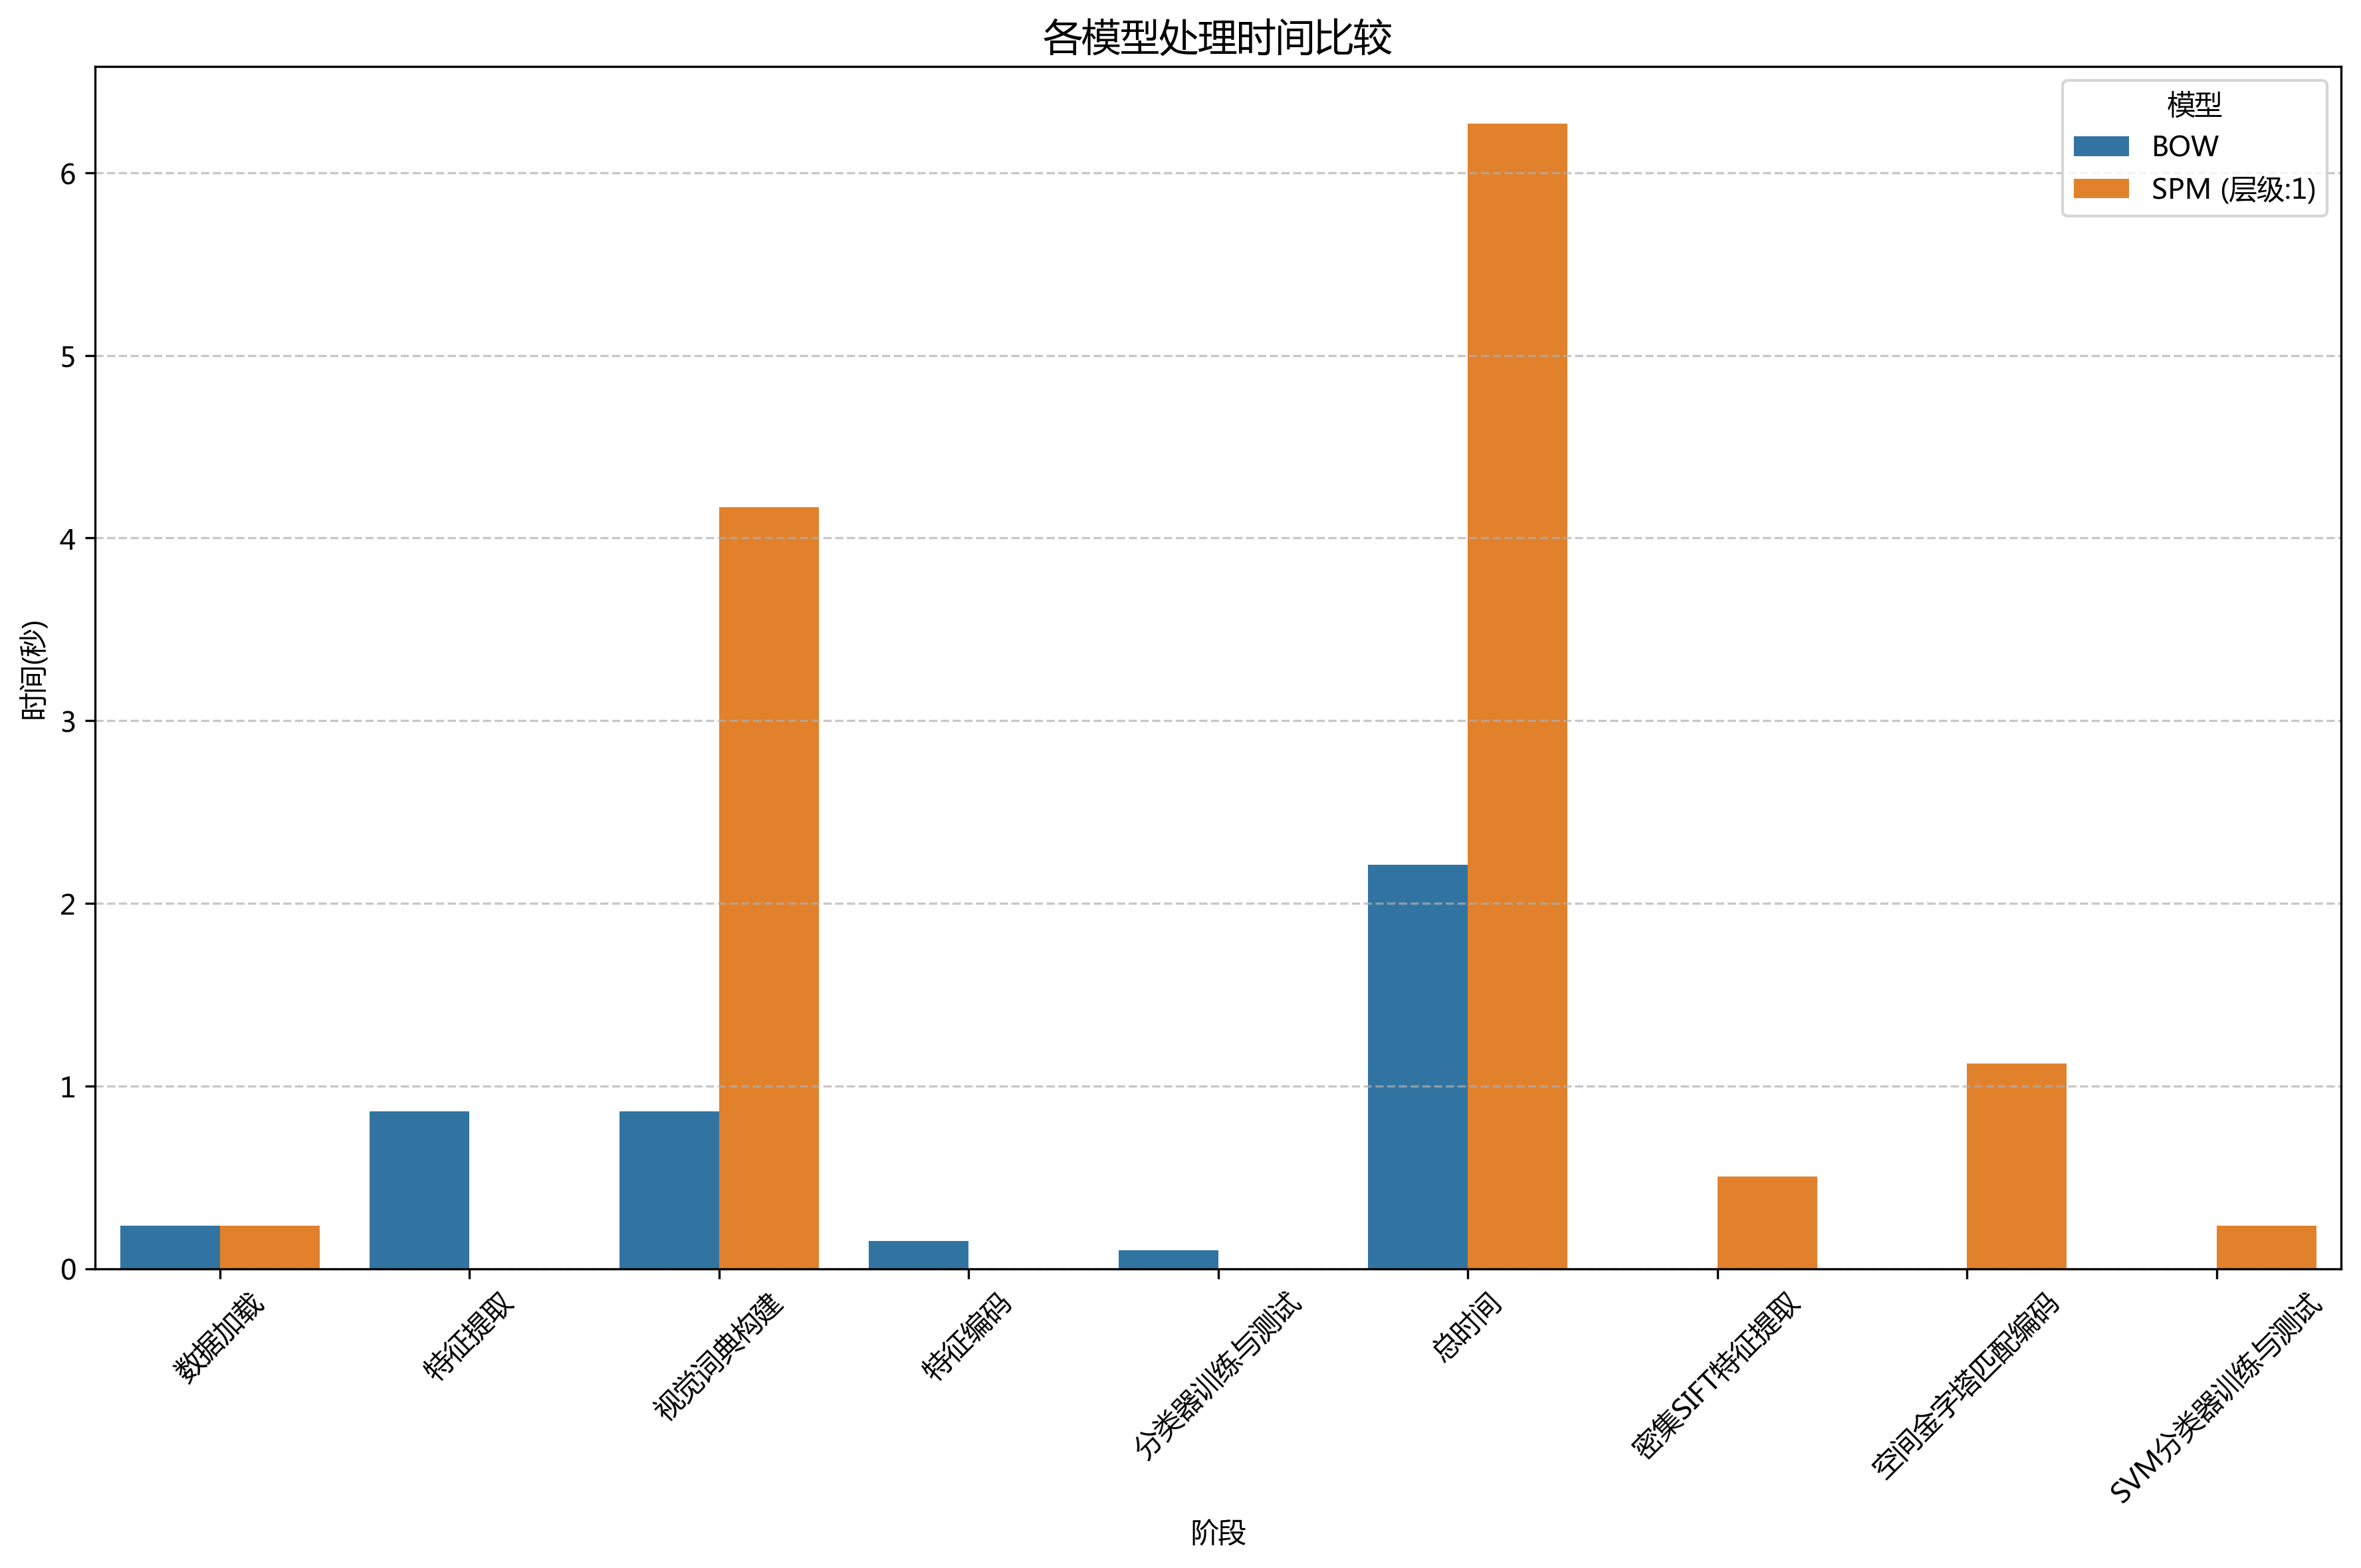 各模型处理时间比较
模型
BOW
SPM (层级:1)
时间(秒)
6
5
4
3
2
1
0
数据加载
特征提取
视觉词典构建
特征编码
分类器训练与测试
总时间
密集SIFT特征提取
空间金字塔匹配编码
SVM分类器训练与测试
阶段